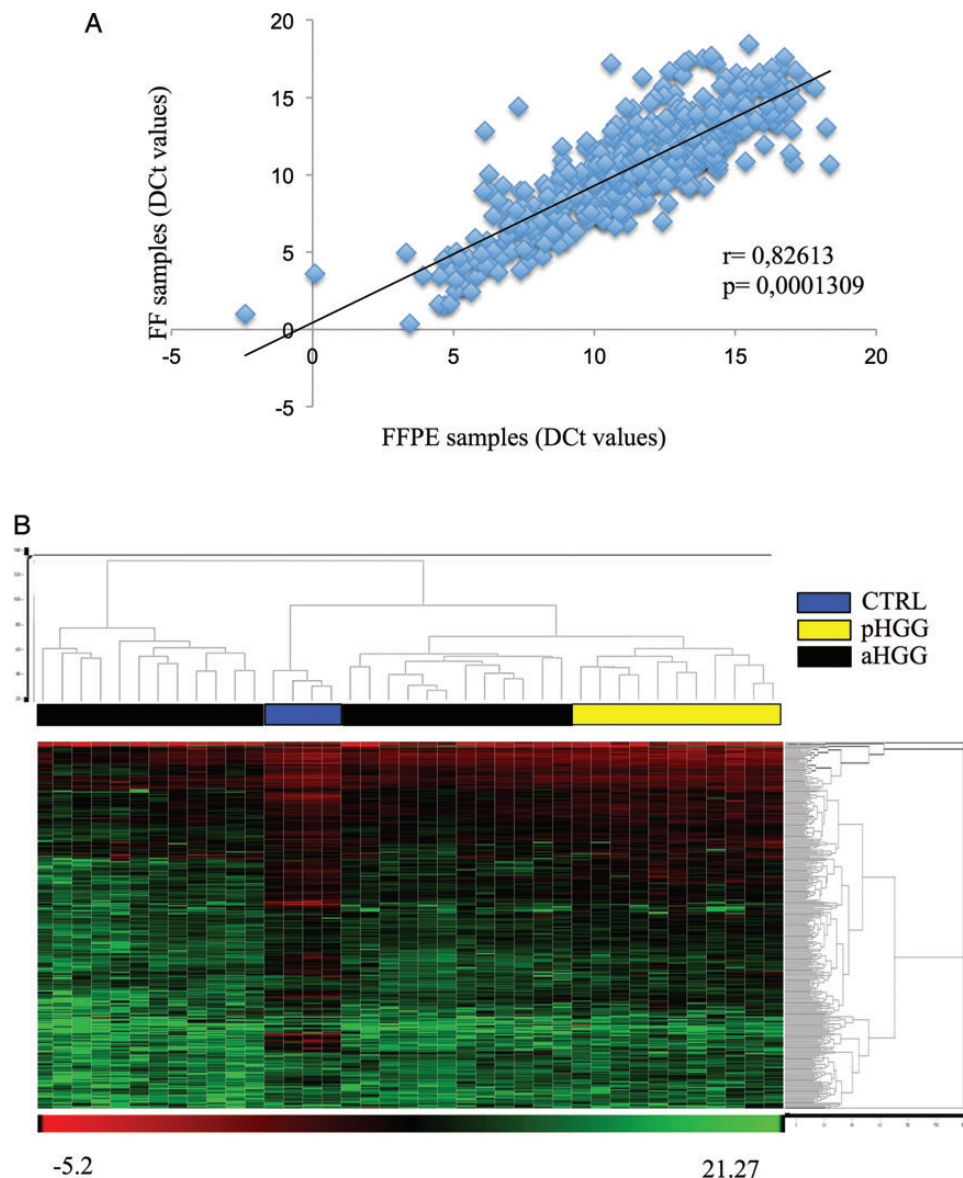 A
20
15
10
5
0
-5
-5
0
5
10
15
20
FF samples (DCt values)
r= 0,82613
p= 0,0001309
FFPE samples (DCt values)
B
CTRL
pHGG
aHGG
-5.2
21.27